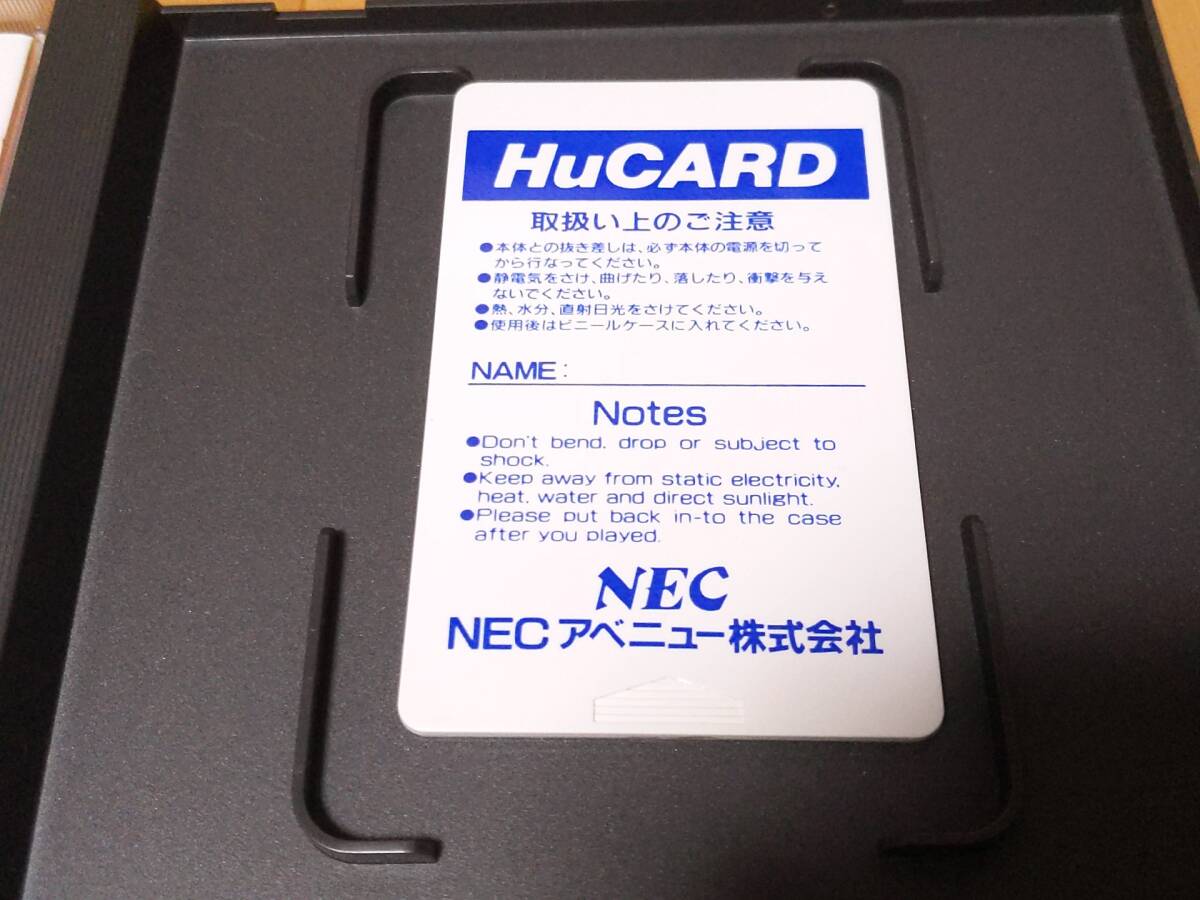 HuCARD
取扱い上のご注意
●本体との抜き差しは、必ず本体の電源を切って
から行なってください。
●静電気をさけ、曲げたり、落したり、衝撃を与え
ないでください。
●熱、水分、直射日光をさけてください。
●使用後はビニールケースに入れてください。
NAME:
Notes
●Don't bend, drop or subject to
shock.
●Keep away from static electricity,
heat, water and direct sunlight.
●Please put back in-to the case
after you played.
NEC
NECアベニュー株式会社